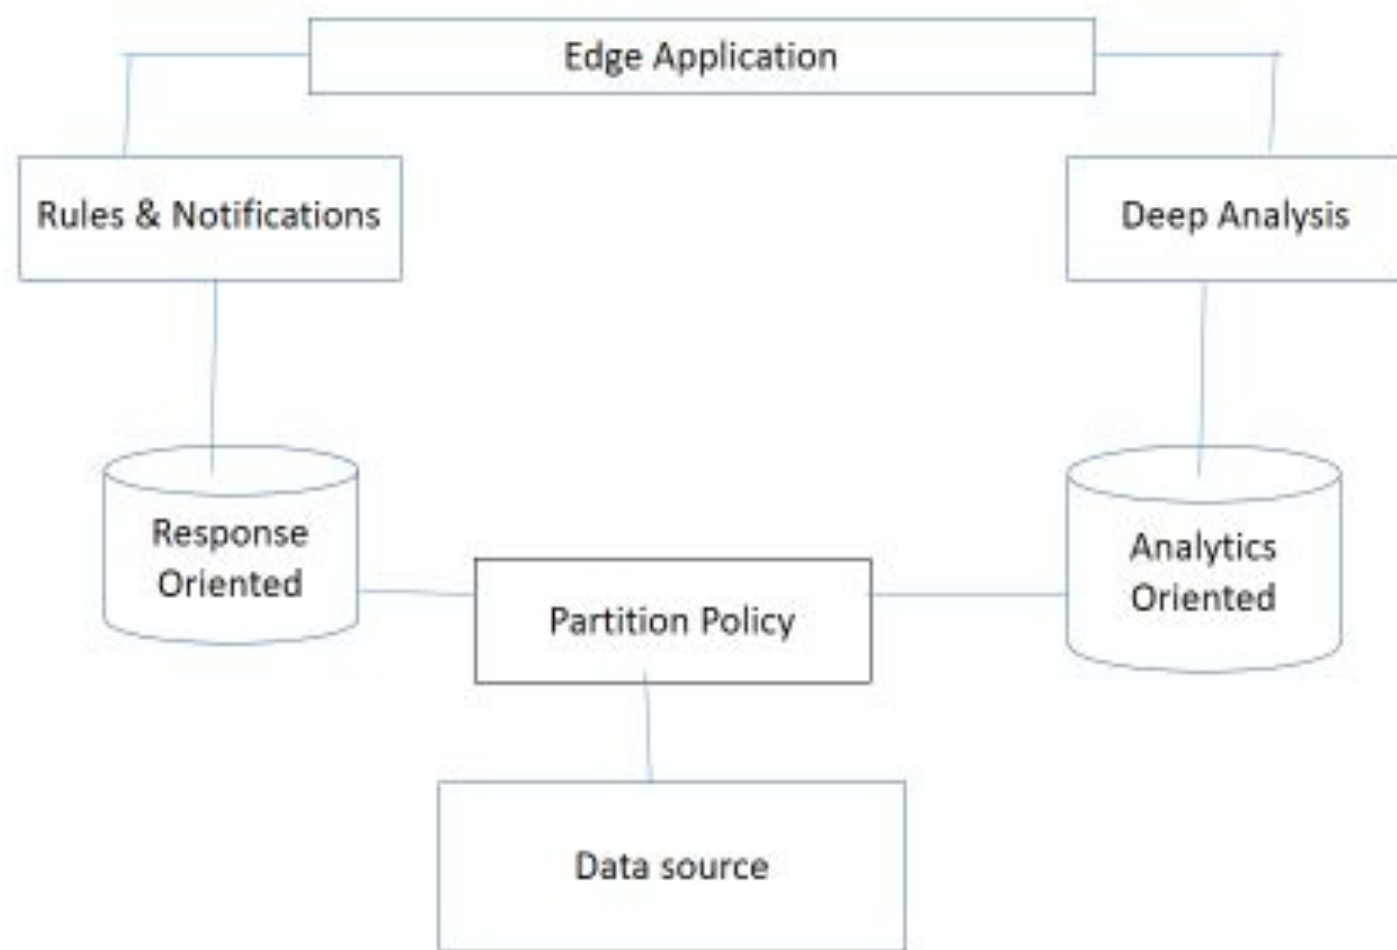 Edge Application
Rules & Notifications
Deep Analysis
Response
Oriented
Analytics
Oriented
Partition Policy
Data source